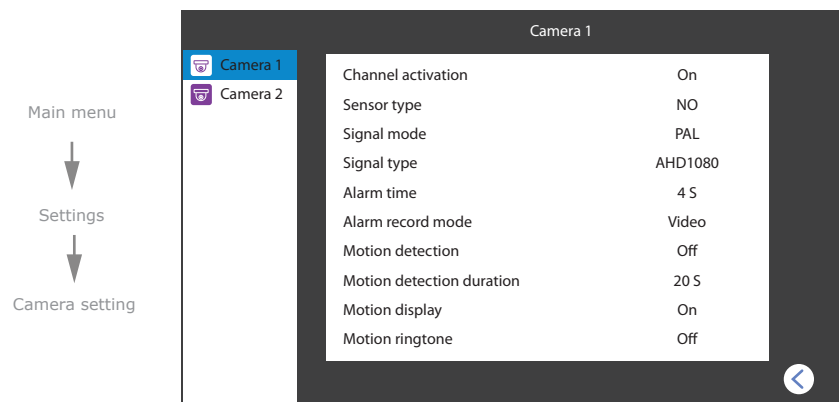 Main menu
Settings
Camera setting
Camera 1
Camera 1
Camera 2
Channel activation On
Sensor type NO
Signal mode PAL
Signal type AHD1080
Alarm time 4 S
Alarm record mode Video
Motion detection Off
Motion detection duration 20 S
Motion display On
Motion ringtone Off